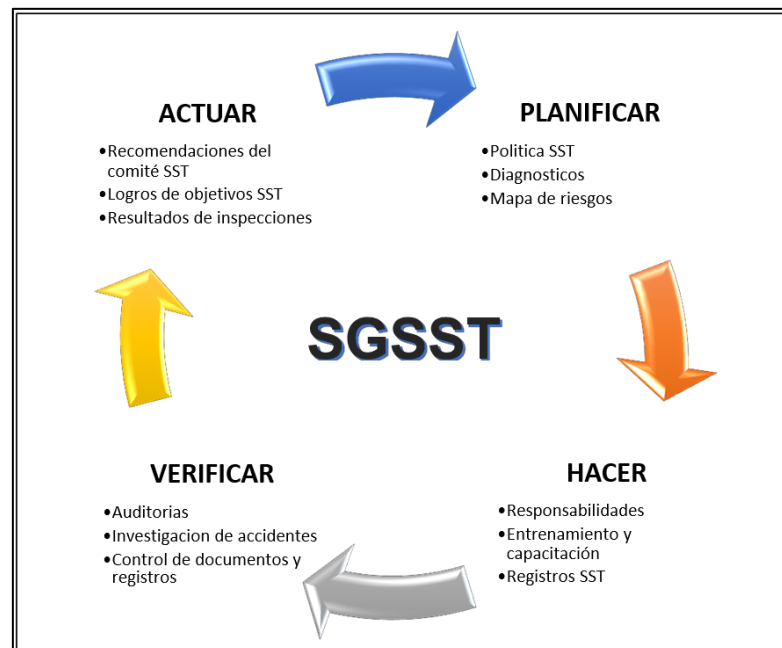 ACTUAR
•Recomendaciones del
comité SST
•Logros de objetivos SST
•Resultados de inspecciones
PLANIFICAR
•Politica SST
•Diagnosticos
•Mapa de riesgos
SGSST
VERIFICAR
•Auditorias
•Investigacion de accidentes
•Control de documentos y
registros
HACER
•Responsabilidades
•Entrenamiento y
capacitación
•Registros SST